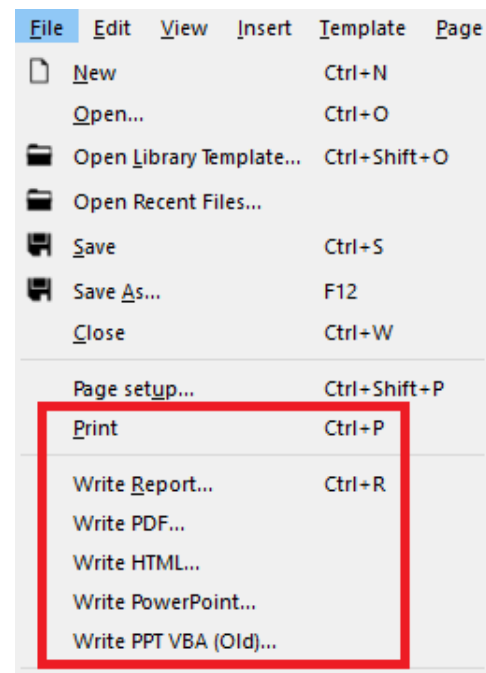 File Edit View Insert Template Page
New Ctrl+N
Open... Ctrl+O
Open Library Template... Ctrl+Shift+O
Open Recent Files...
Save Ctrl+S
Save As... F12
Close Ctrl+W
Page setup... Ctrl+Shift+P
Print Ctrl+P
Write Report... Ctrl+R
Write PDF...
Write HTML...
Write PowerPoint...
Write PPT VBA (Old)...